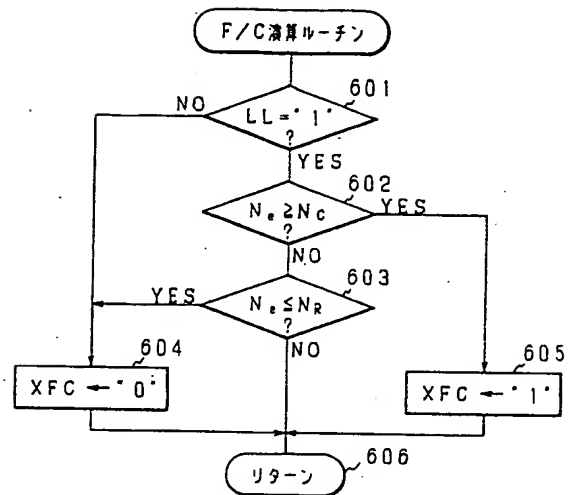 F/C演算ルーチン
601
NO
LL="1"
?
YES
602
Ne≥NC
?
YES
NO
603
YES
Ne≤NR
?
NO
604
XFC ← "0"
605
XFC ← "1"
リターン
606